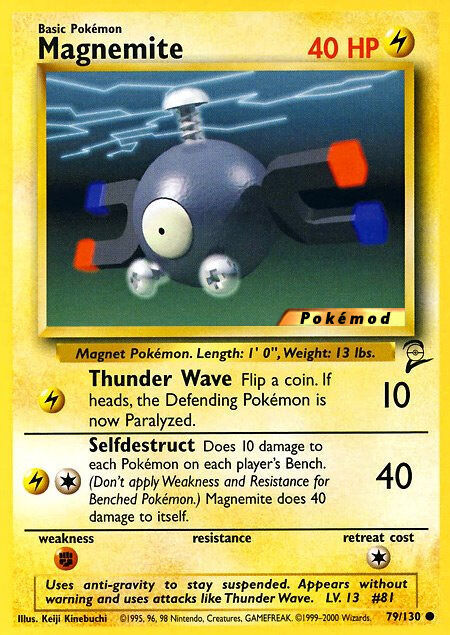 Basic Pokémon
Magnemite 40 HP
Pokémod
Magnet Pokémon. Length: 1' 0", Weight: 13 lbs.
Thunder Wave Flip a coin. If
heads, the Defending Pokémon is
now Paralyzed.
10
Selfdestruct Does 10 damage to
each Pokémon on each player's Bench.
(Don't apply Weakness and Resistance for
Benched Pokémon.) Magnemite does 40
damage to itself.
40
weakness resistance retreat cost
Uses anti-gravity to stay suspended. Appears without
warning and uses attacks like Thunder Wave. LV. 13 #81
Illus. Keiji Kinebuchi ©1995, 96, 98 Nintendo, Creatures, GAMEFREAK. ©1999-2000 Wizards. 79/130